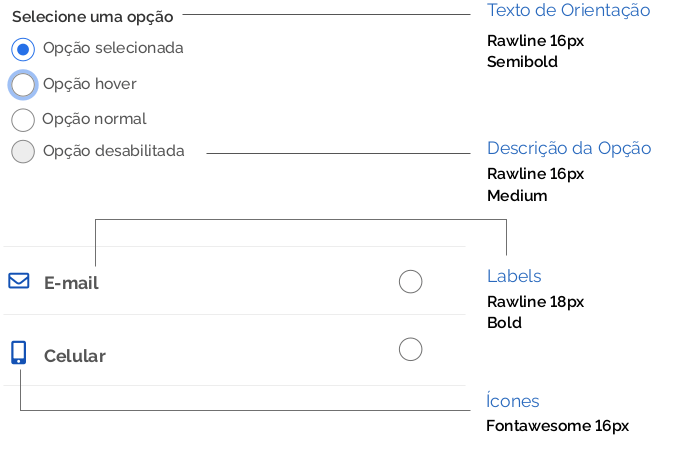 Selecione uma opção
Opção selecionada
Opção hover
Opção normal
Opção desabilitada
Texto de Orientação
Rawline 16px
Semibold
Descrição da Opção
Rawline 16px
Medium
E-mail
Celular
Labels
Rawline 18px
Bold
Ícones
Fontawesome 16px